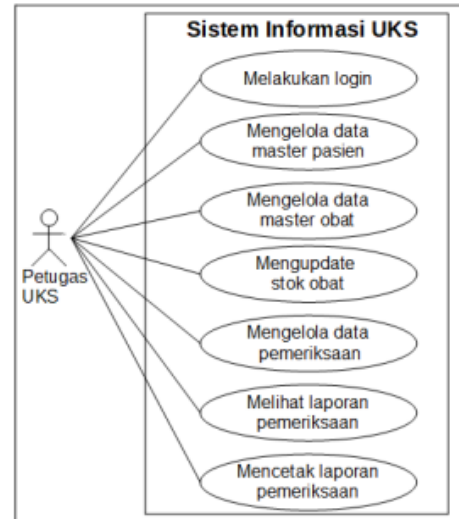 Sistem Informasi UKS
Melakukan login
Mengelola data
master pasien
Mengelola data
master obat
Mengupdate
stok obat
Mengelola data
pemeriksaan
Melihat laporan
pemeriksaan
Mencetak laporan
pemeriksaan
Petugas
UKS